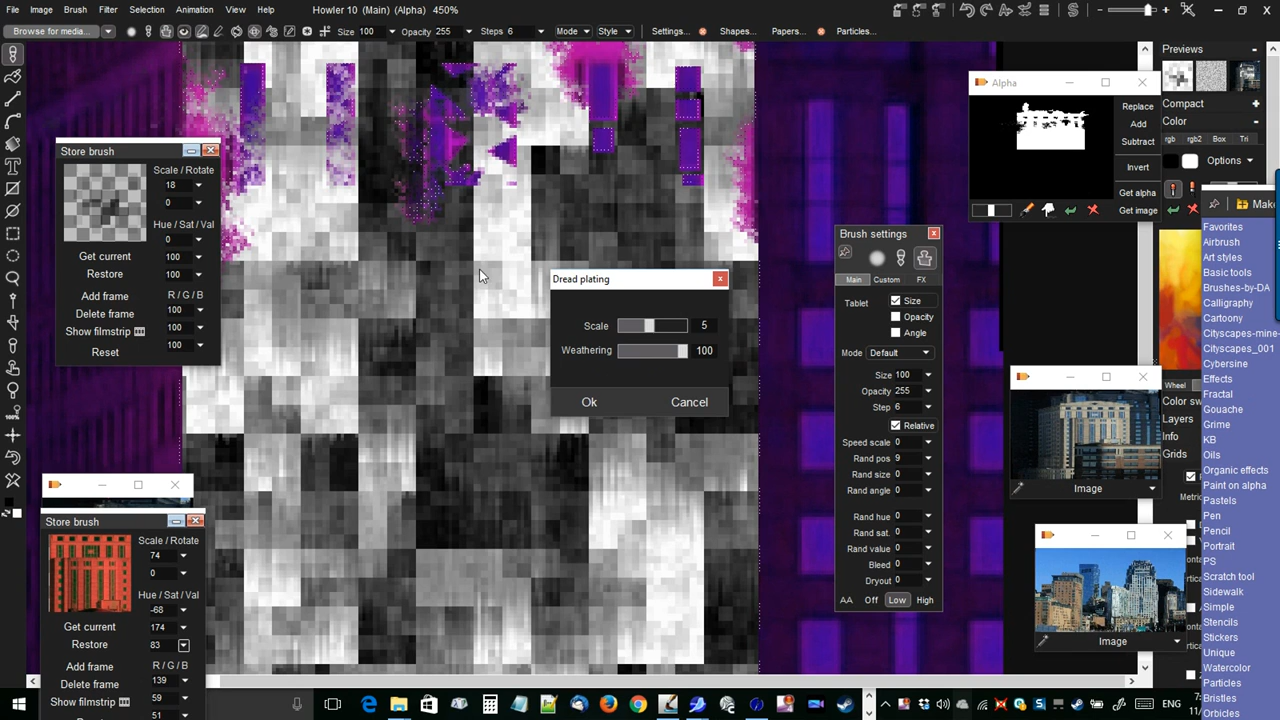 Image Brush Filter Selection Animation View Window Help Howler 10 (Main) (Alpha) 450%
Browse for media... Size 100 Opacity 255 Steps 6 Mode Style Settings... Shapes... Papers... Particles...
Previews
Compact
Color
rgb rgb2 Box Tri
Options
Alpha
Replace
Add
Subtract
Invert
Get alpha
Get image
Store brush
Scale / Rotate
18
0
Hue / Sat / Val
0
Get current 100
Restore 100
Add frame R / G / B
Delete frame 100
Show filmstrip 100
Reset 100
Dread plating
Scale 5
Weathering 100
Ok Cancel
Brush settings
Main Custom FX
Tablet Size
Opacity
Angle
Mode Default
Size 100
Opacity 255
Step 6
Relative
Speed scale 0
Rand pos 9
Rand size 0
Rand angle 0
Rand hue 0
Rand sat. 0
Rand value 0
Bleed 0
Dryout 0
AA Off Low High
Image
Image
Wheel
Color sw
Layers
Info
Grids
Metric
Favorites
Airbrush
Art styles
Basic tools
Brushes-by-DA
Calligraphy
Cartoony
Cityscapes-mine-
Cityscapes_001
Cybersine
Effects
Fractal
Gouache
Grime
KB
Oils
Organic effects
Paint on alpha
Pastels
Pen
Pencil
Portrait
PS
Scratch tool
Sidewalk
Simple
Stencils
Stickers
Unique
Watercolor
Particles
Bristles
Orbicles
Store brush
Scale / Rotate
74
0
Hue / Sat / Val
-68
Get current 174
Restore 83
Add frame R / G / B
Delete frame 139
Show filmstrip 59
51
100%
ENG